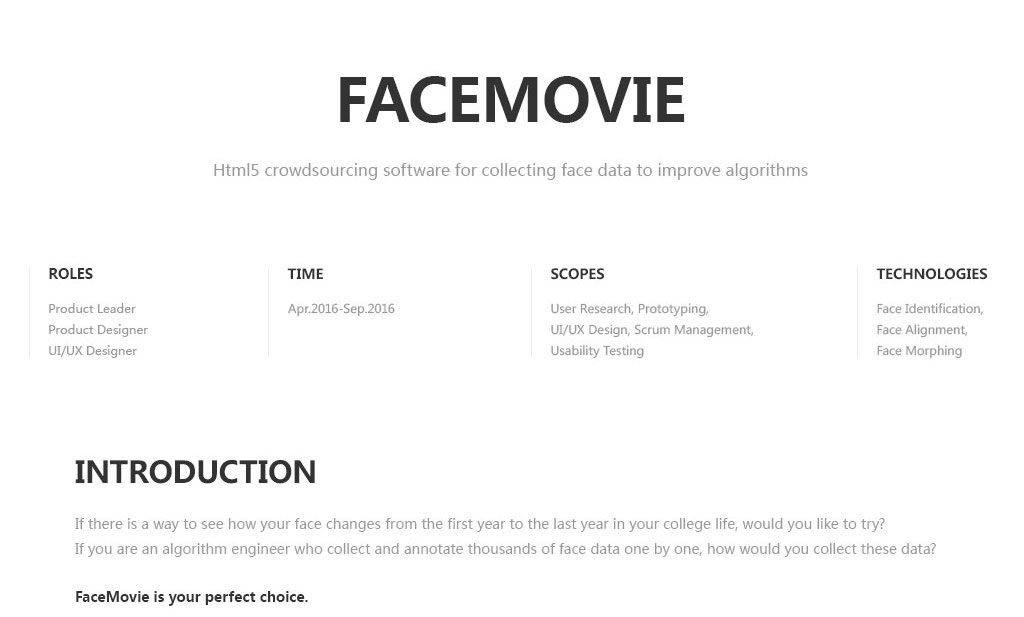 FACEMOVIE
Html5 crowdsourcing software for collecting face data to improve algorithms
ROLES
Product Leader
Product Designer
UI/UX Designer
TIME
Apr.2016-Sep.2016
SCOPES
User Research, Prototyping,
UI/UX Design, Scrum Management,
Usability Testing
TECHNOLOGIES
Face Identification,
Face Alignment,
Face Morphing
INTRODUCTION
If there is a way to see how your face changes from the first year to the last year in your college life, would you like to try?
If you are an algorithm engineer who collect and annotate thousands of face data one by one, how would you collect these data?
FaceMovie is your perfect choice.